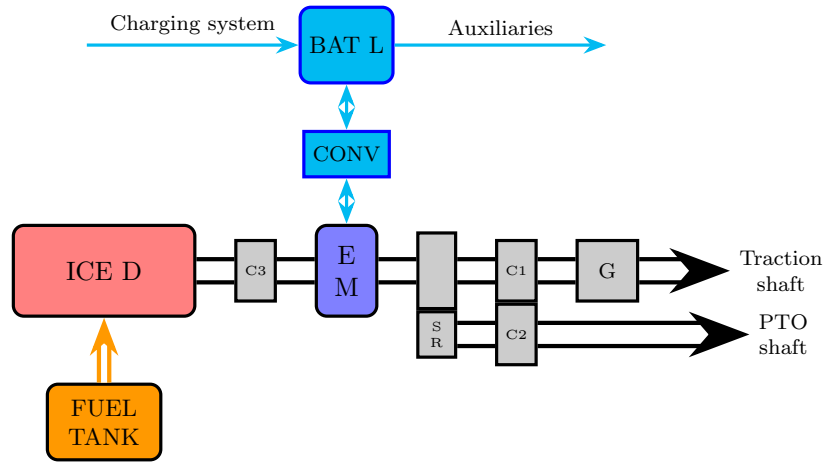 Charging system
BAT L
Auxiliaries
CONV
ICE D
C3
E
M
C1
G
Traction
shaft
S
R
C2
PTO
shaft
FUEL
TANK